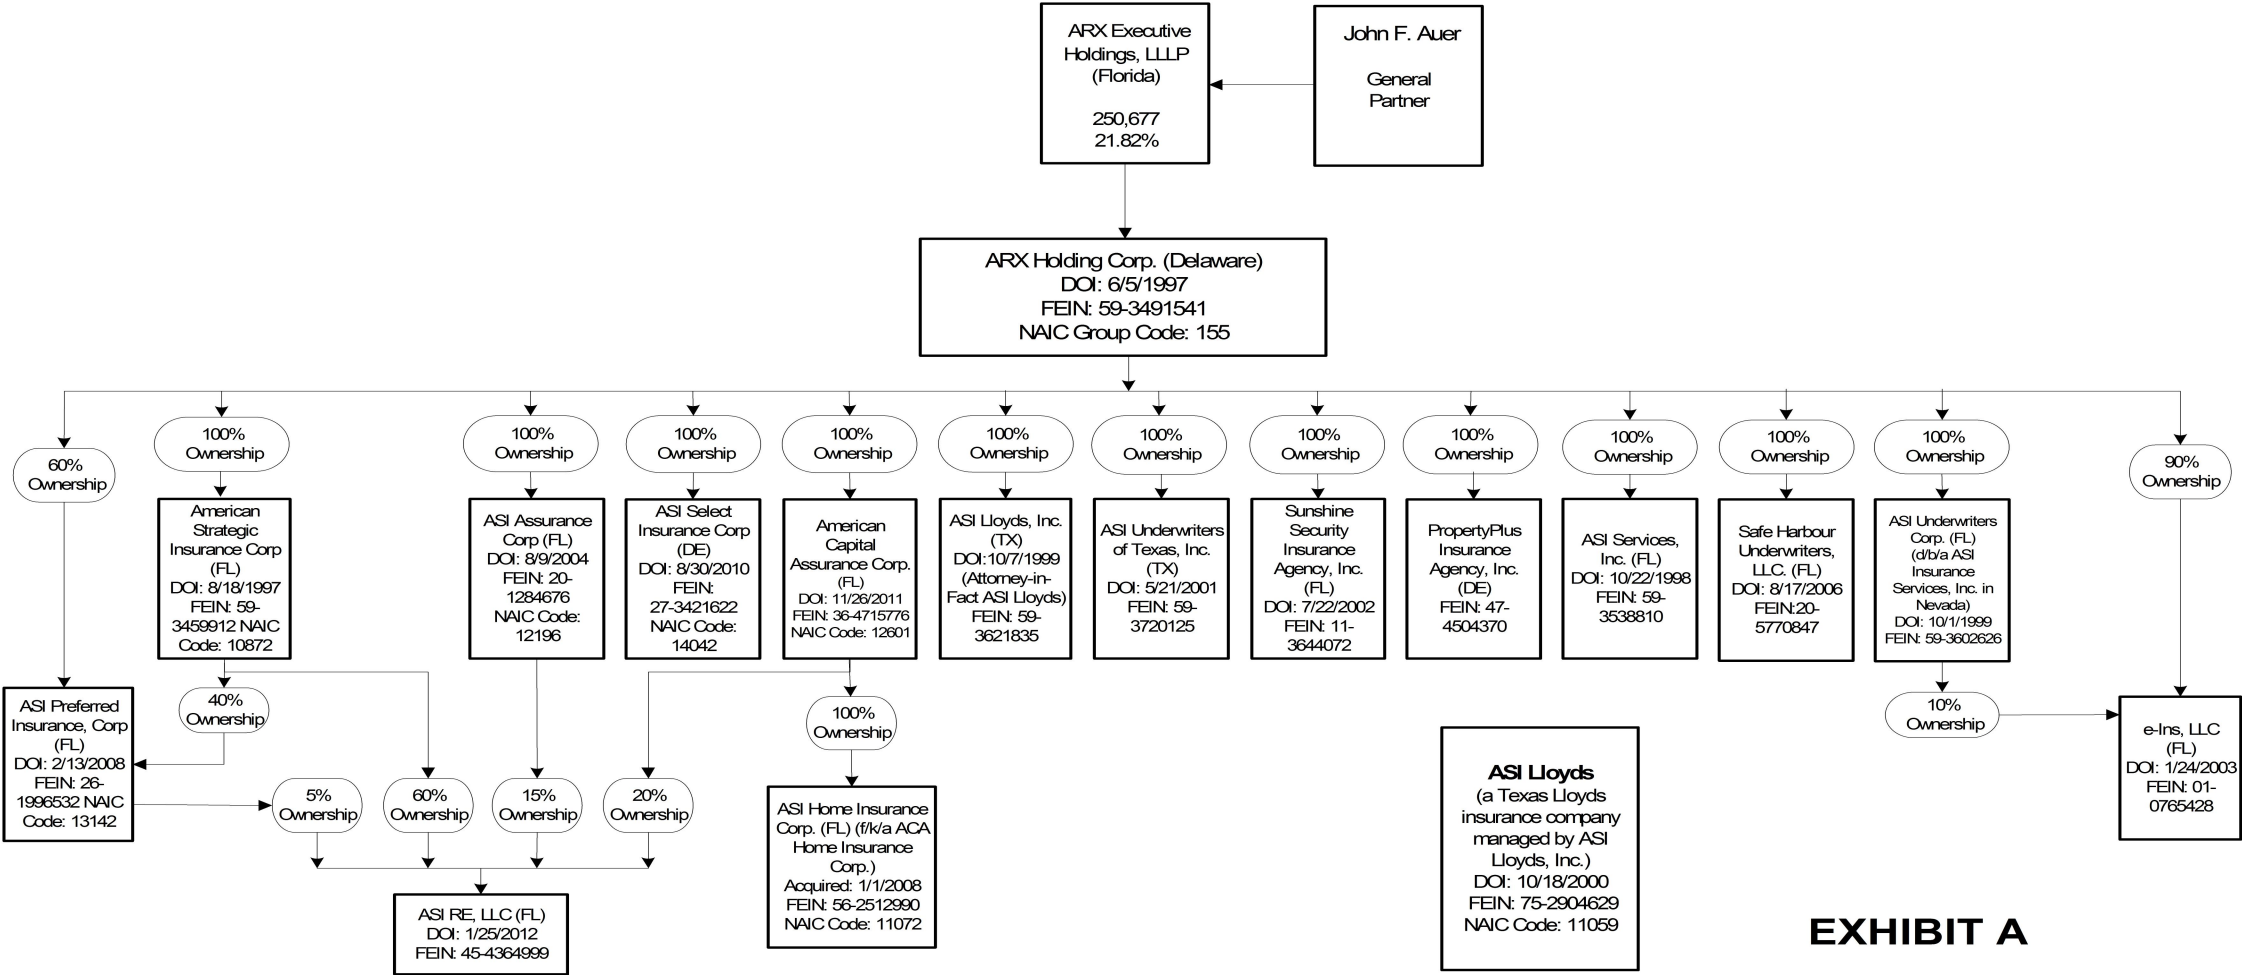 ARX Executive
Holdings, LLLP
(Florida)
250,677
21.82%
John F. Auer
General
Partner
ARX Holding Corp. (Delaware)
DOI: 6/5/1997
FEIN: 59-3491541
NAIC Group Code: 155
60%
Ownership
100%
Ownership
100%
Ownership
100%
Ownership
100%
Ownership
100%
Ownership
100%
Ownership
100%
Ownership
100%
Ownership
100%
Ownership
100%
Ownership
100%
Ownership
90%
Ownership
American
Strategic
Insurance Corp
(FL)
DOI: 8/18/1997
FEIN: 59-
3459912 NAIC
Code: 10872
ASI Assurance
Corp (FL)
DOI: 8/9/2004
FEIN: 20-
1284676
NAIC Code:
12196
ASI Select
Insurance Corp
(DE)
DOI: 8/30/2010
FEIN:
27-3421622
NAIC Code:
14042
American
Capital
Assurance Corp.
(FL)
DOI: 11/26/2011
FEIN: 36-4715776
NAIC Code: 12601
ASI Lloyds, Inc.
(TX)
DOI:10/7/1999
(Attorney-in-
Fact ASI Lloyds)
FEIN: 59-
3621835
ASI Underwriters
of Texas, Inc.
(TX)
DOI: 5/21/2001
FEIN: 59-
3720125
Sunshine
Security
Insurance
Agency, Inc.
(FL)
DOI: 7/22/2002
FEIN: 11-
3644072
PropertyPlus
Insurance
Agency, Inc.
(DE)
FEIN: 47-
4504370
ASI Services,
Inc. (FL)
DOI: 10/22/1998
FEIN: 59-
3538810
Safe Harbour
Underwriters,
LLC. (FL)
DOI: 8/17/2006
FEIN:20-
5770847
ASI Underwriters
Corp. (FL)
(d/b/a ASI
Insurance
Services, Inc. in
Nevada)
DOI: 10/1/1999
FEIN: 59-3602626
ASI Preferred
Insurance, Corp
(FL)
DOI: 2/13/2008
FEIN: 26-
1996532 NAIC
Code: 13142
40%
Ownership
100%
Ownership
10%
Ownership
e-Ins, LLC
(FL)
DOI: 1/24/2003
FEIN: 01-
0765428
5%
Ownership
60%
Ownership
15%
Ownership
20%
Ownership
ASI Home Insurance
Corp. (FL) (f/k/a ACA
Home Insurance
Corp.)
Acquired: 1/1/2008
FEIN: 56-2512990
NAIC Code: 11072
ASI Lloyds
(a Texas Lloyds
insurance company
managed by ASI
Lloyds, Inc.)
DOI: 10/18/2000
FEIN: 75-2904629
NAIC Code: 11059
ASI RE, LLC (FL)
DOI: 1/25/2012
FEIN: 45-4364999
EXHIBIT A